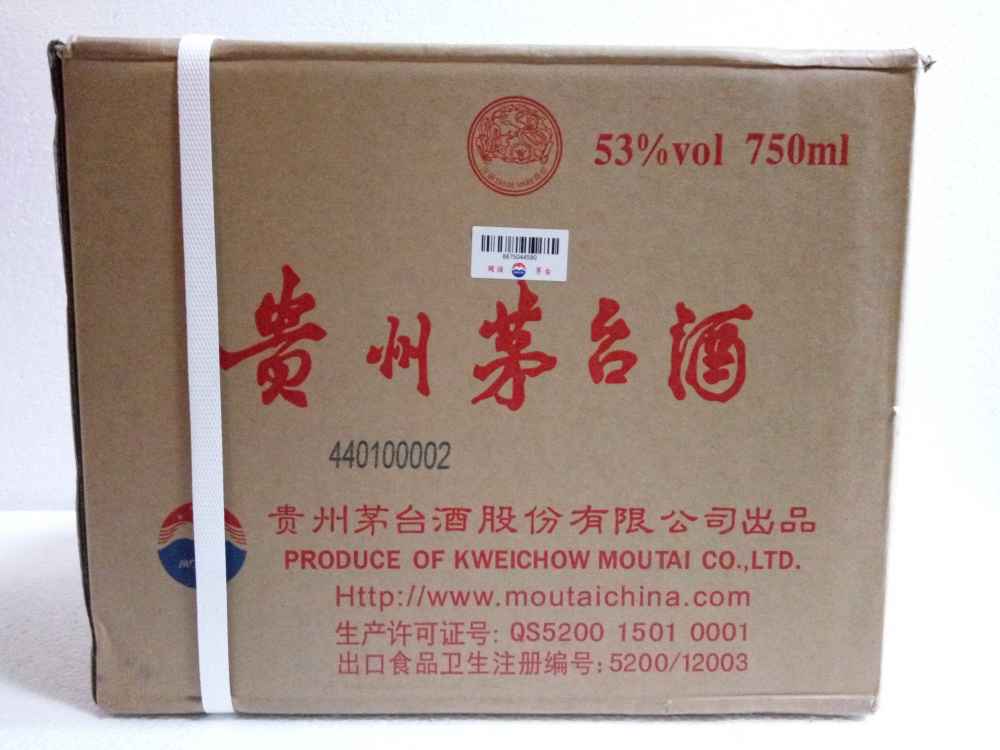 53%vol 750ml
6675044590
贵州茅台酒
440100002
贵州茅台酒股份有限公司出品
PRODUCE OF KWEICHOW MOUTAI CO.,LTD.
Http://www.moutaichina.com
生产许可证号: QS5200 1501 0001
出口食品卫生注册编号: 5200/12003